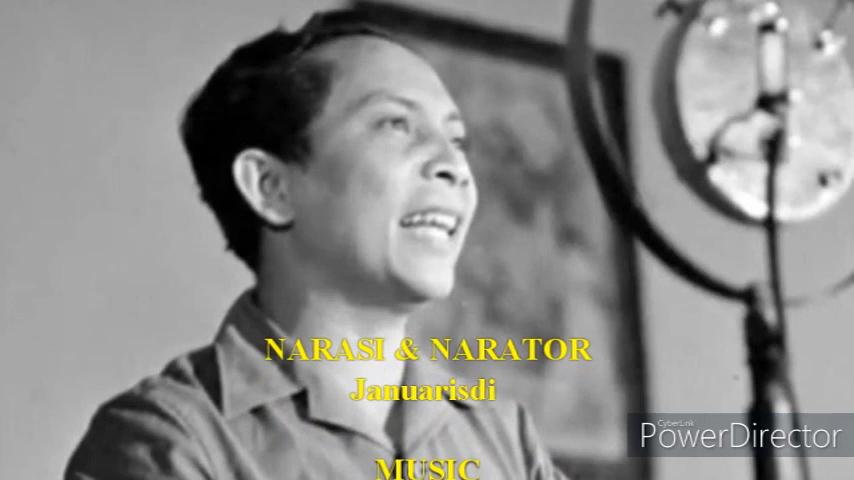 NARASI & NARATOR
Januarisdi
CyberLink
PowerDirector
MUSIC